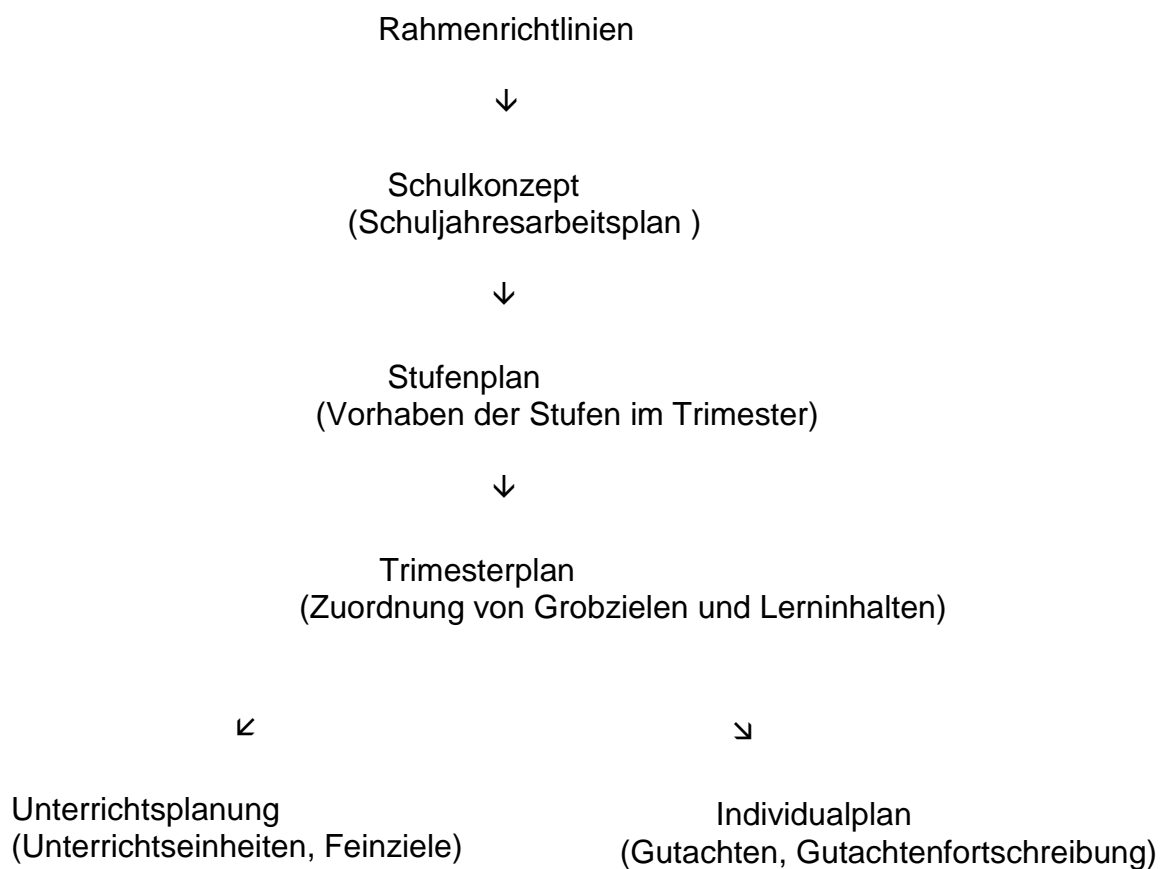 Rahmenrichtlinien
↓
Schulkonzept
(Schuljahresarbeitsplan )
↓
Stufenplan
(Vorhaben der Stufen im Trimester)
↓
Trimesterplan
(Zuordnung von Grobzielen und Lerninhalten)
↙ ↘
Unterrichtsplanung
(Unterrichtseinheiten, Feinziele)
Individualplan
(Gutachten, Gutachtenfortschreibung)